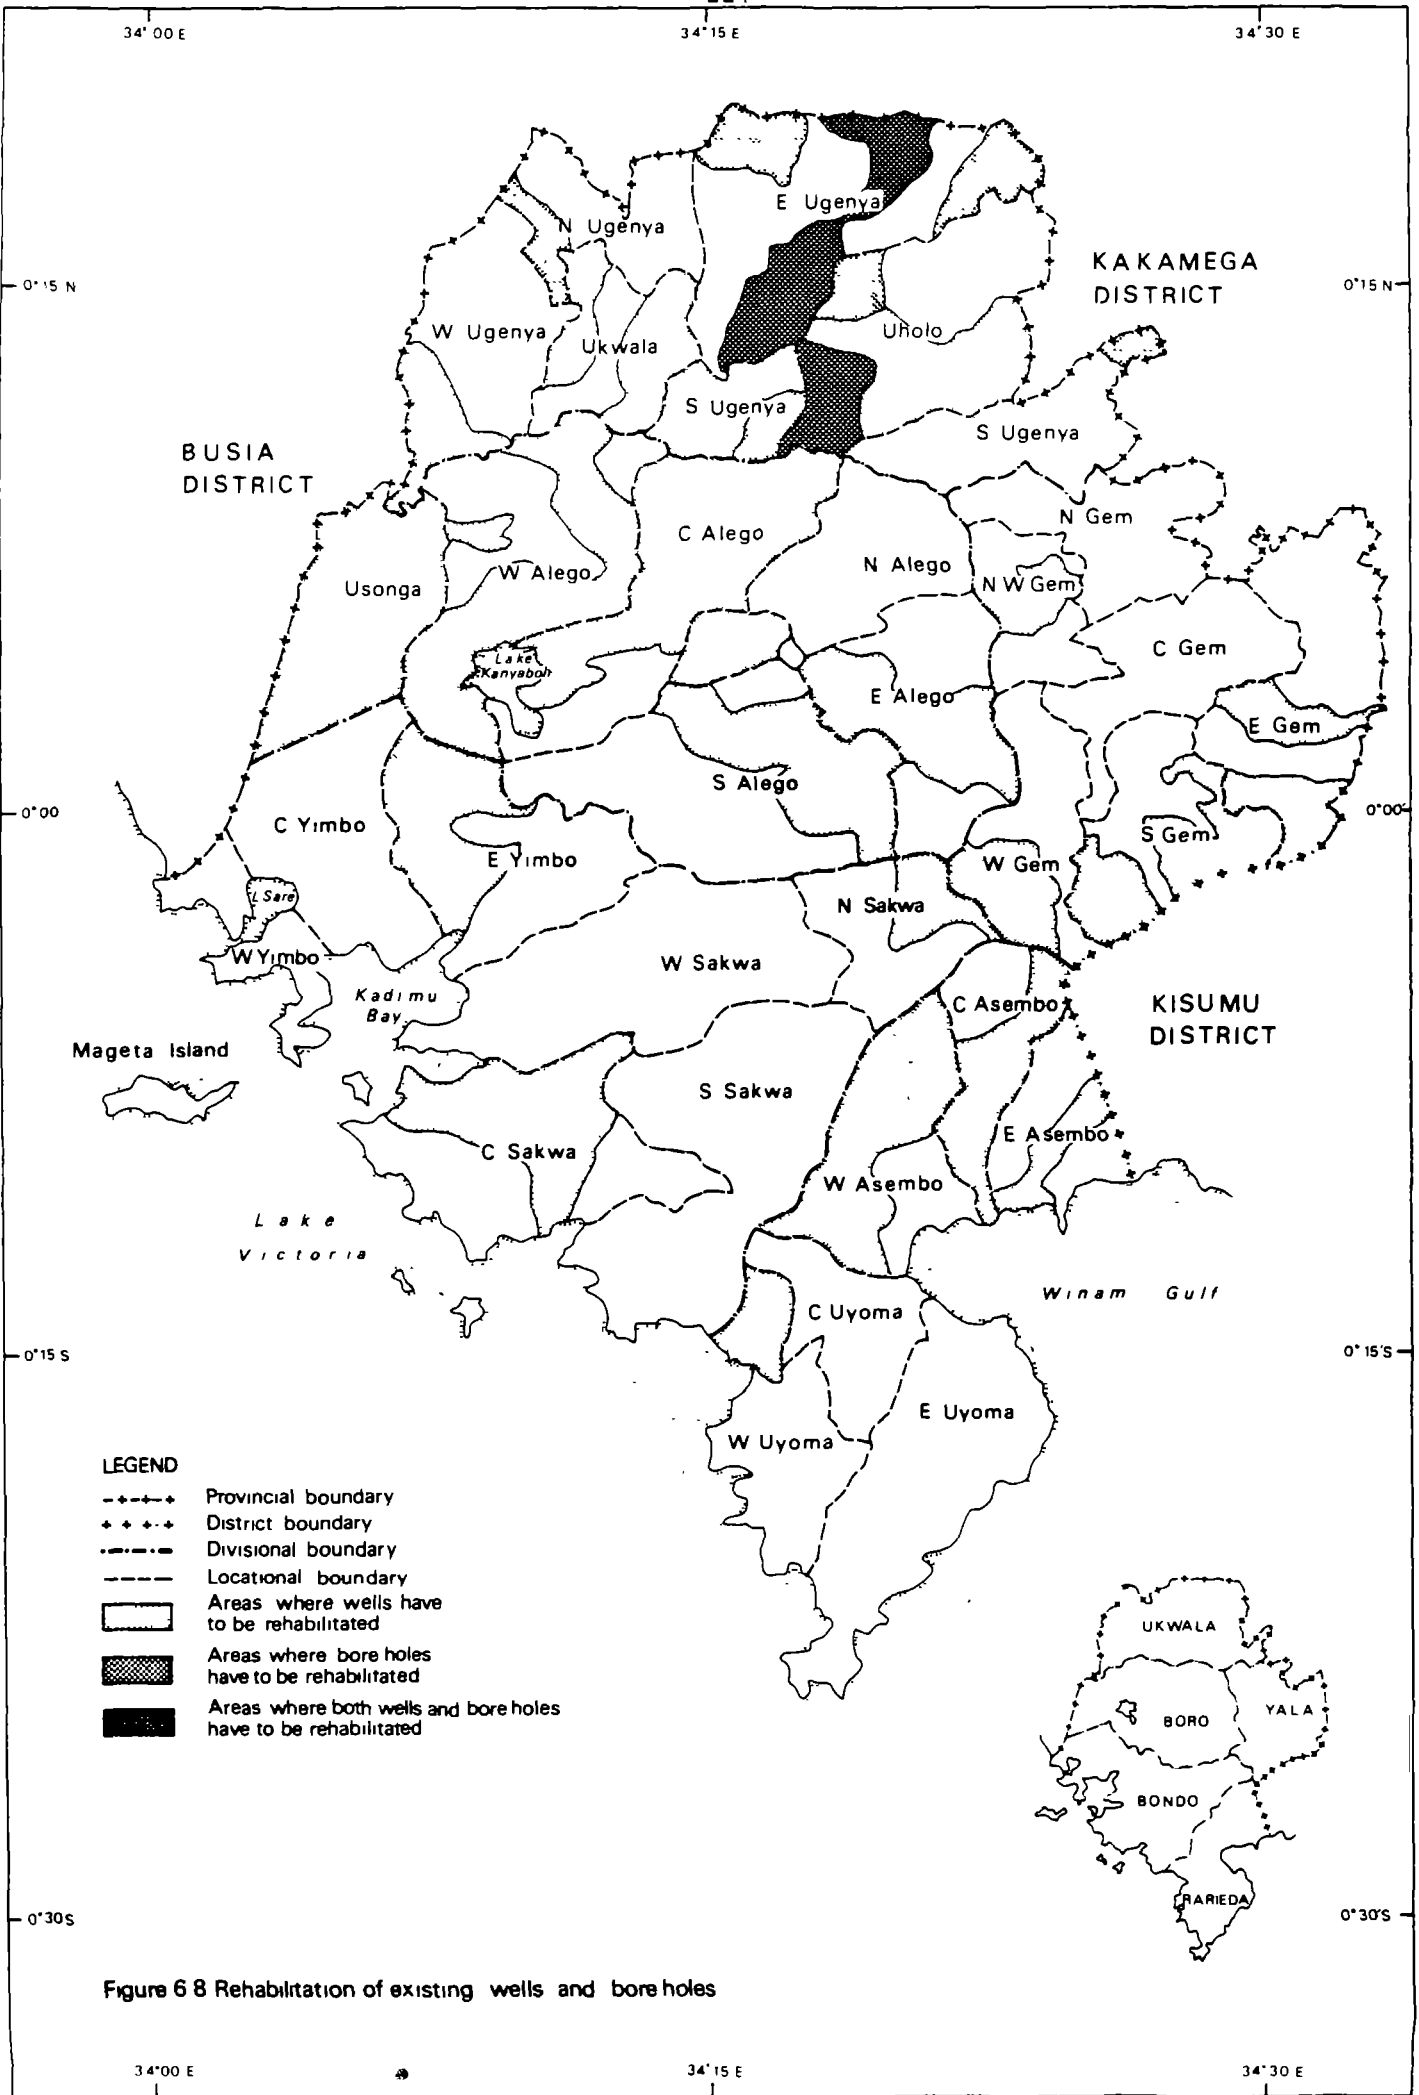 34°00 E 34°15 E 34°30 E
E Ugenya
N Ugenya
KAKAMEGA
DISTRICT
0°15 N 0°15 N
W Ugenya
Ukwala
Uholo
S Ugenya
S Ugenya
BUSIA
DISTRICT
N Gem
C Alego
N Alego
W Alego
Usonga
N W Gem
C Gem
Lake
Kanyaboli
E Alego
E Gem
S Alego
0°00 0°00
C Yimbo
S Gem
E Yimbo
W Gem
L Sare
N Sakwa
W Yimbo
W Sakwa
Kadimu
Bay
C Asembo
KISUMU
DISTRICT
Mageta Island
S Sakwa
E Asembo
C Sakwa
W Asembo
Lake
Victoria
Winam Gulf
C Uyoma
0°15'S 0°15'S
E Uyoma
W Uyoma
LEGEND
Provincial boundary
District boundary
Divisional boundary
Locational boundary
Areas where wells have
to be rehabilitated
Areas where bore holes
have to be rehabilitated
Areas where both wells and bore holes
have to be rehabilitated
UKWALA
YALA
BORO
BONDO
RARIEDA
0°30S 0°30'S
Figure 6 8 Rehabilitation of existing wells and bore holes
34°00 E 34°15 E 34°30 E